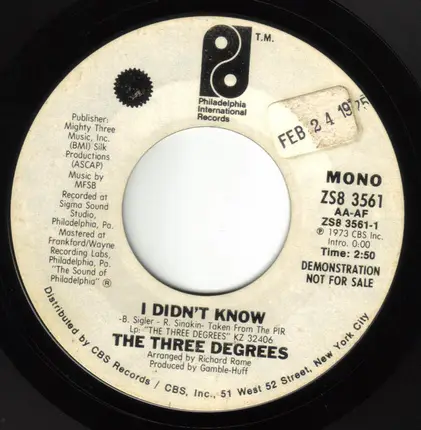 T.M.
Philadelphia
International
Records
FEB 24 1975
Publisher:
Mighty Three
Music, Inc.
(BMI) Silk
Productions
(ASCAP)
Music by
MFSB
Recorded at
Sigma Sound
Studio,
Philadelphia, Pa.
Mastered at
Frankford/Wayne
Recording Labs,
Philadelphia, Pa.
"The Sound of
Philadelphia" ®
MONO
ZS8 3561
AA-AF
ZS8 3561-1
℗ 1973 CBS Inc.
Intro. 0:00
Time: 2:50
DEMONSTRATION
NOT FOR SALE
I DIDN'T KNOW
-B. Sigler - R. Sinakin- Taken From The PIR
Lp: "THE THREE DEGREES" KZ 32406
THE THREE DEGREES
Arranged by Richard Rome
Produced by Gamble-Huff
Distributed by CBS Records / CBS, Inc., 51 West 52 Street, New York City